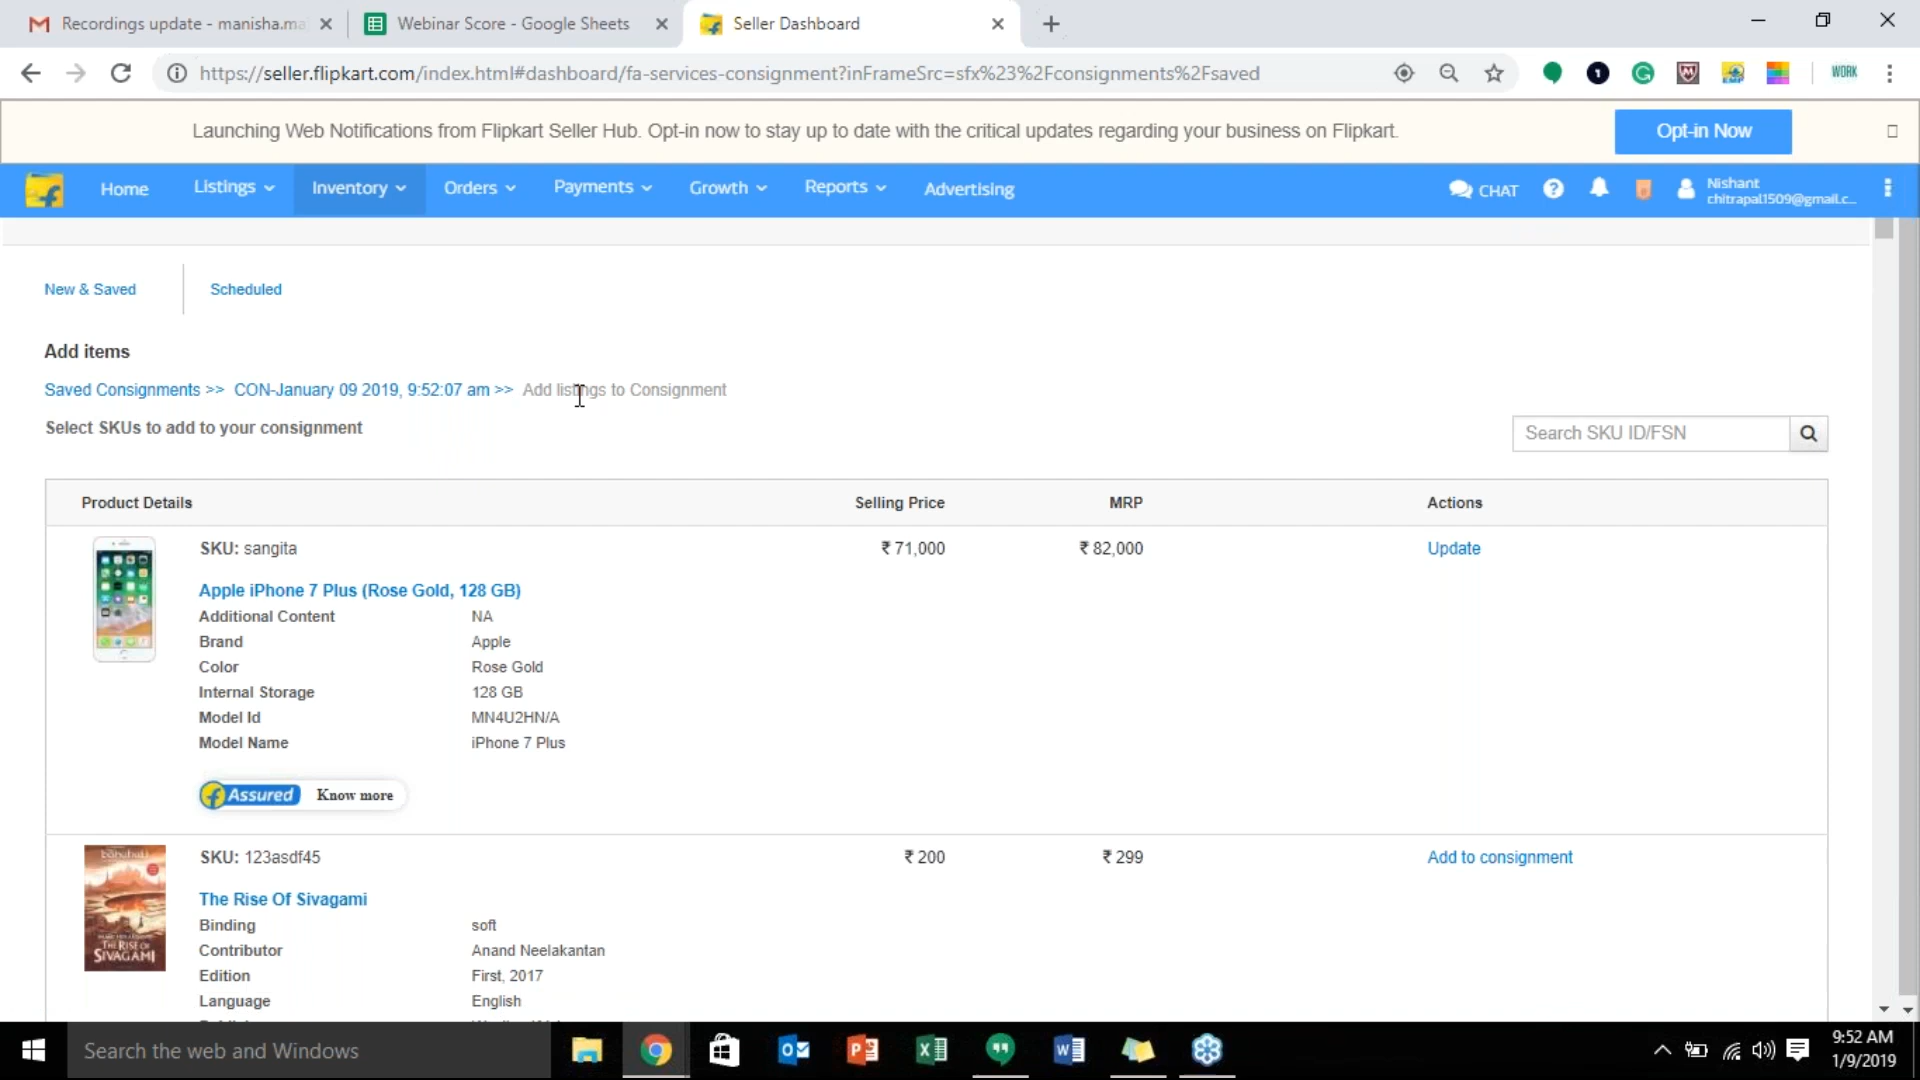 Recordings update - manisha.ma
Webinar Score - Google Sheets
Seller Dashboard
https://seller.flipkart.com/index.html#dashboard/fa-services-consignment?inFrameSrc=sfx%23%2Fconsignments%2Fsaved
WORK
Launching Web Notifications from Flipkart Seller Hub. Opt-in now to stay up to date with the critical updates regarding your business on Flipkart.
Opt-in Now
Home Listings Inventory Orders Payments Growth Reports Advertising
CHAT
Nishant
chitrapal1509@gmail.c...
New & Saved
Scheduled
Add items
Saved Consignments >> CON-January 09 2019, 9:52:07 am >> Add listings to Consignment
Select SKUs to add to your consignment
Search SKU ID/FSN
Product Details Selling Price MRP Actions
SKU: sangita ₹ 71,000 ₹ 82,000 Update
Apple iPhone 7 Plus (Rose Gold, 128 GB)
Additional Content NA
Brand Apple
Color Rose Gold
Internal Storage 128 GB
Model Id MN4U2HN/A
Model Name iPhone 7 Plus
Assured Know more
SKU: 123asdf45 ₹ 200 ₹ 299 Add to consignment
The Rise Of Sivagami
Binding soft
Contributor Anand Neelakantan
Edition First, 2017
Language English
THE RISE OF
SIVAGAMI
Search the web and Windows
9:52 AM
1/9/2019